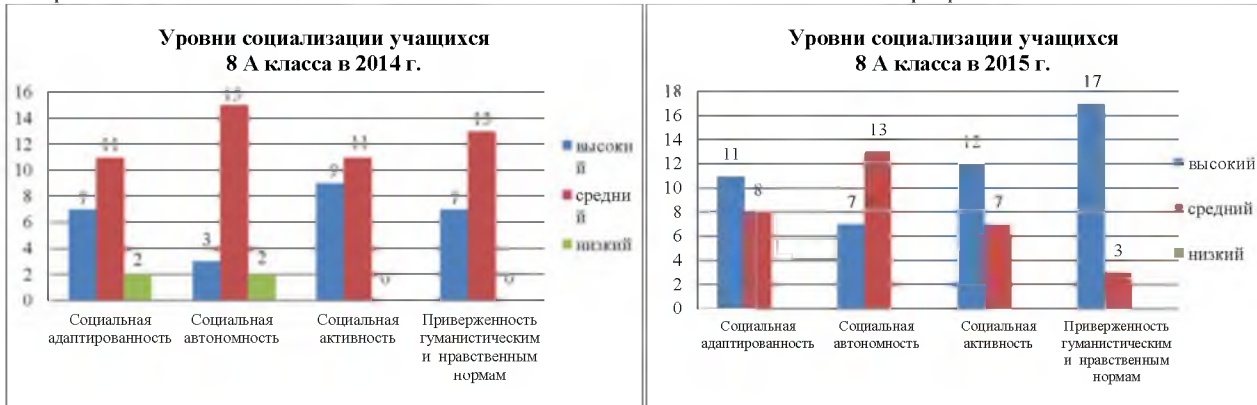 Уровни социализации учащихся
8 А класса в 2014 г.
16
14
12
10
8
6
4
2
0
7
11
2
3
15
2
9
11
0
7
13
0
высоки
й
средни
й
низкий
Социальная
адаптированность
Социальная
автономность
Социальная
активность
Приверженность
гуманистическим
и нравственным
нормам
Уровни социализации учащихся
8 А класса в 2015 г.
18
16
14
12
10
8
6
4
2
0
11
8
7
13
12
7
17
3
высокий
средний
низкий
Социальная
адаптированность
Социальная
автономность
Социальная
активность
Приверженность
гуманистическим
и нравственным
нормам